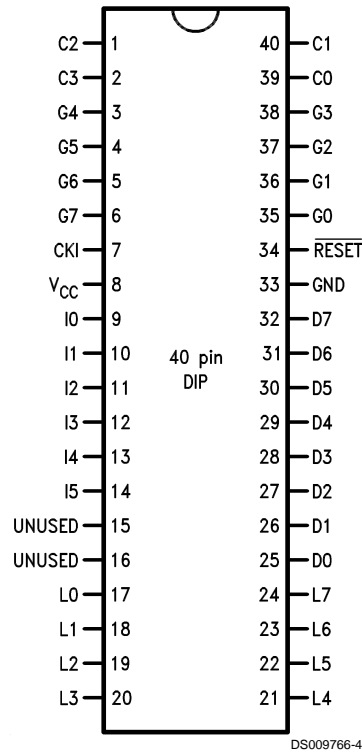 C2 1 40 C1
C3 2 39 C0
G4 3 38 G3
G5 4 37 G2
G6 5 36 G1
G7 6 35 G0
CKI 7 34 RESET
VCC 8 33 GND
I0 9 32 D7
I1 10 31 D6
40 pin
DIP
I2 11 30 D5
I3 12 29 D4
I4 13 28 D3
I5 14 27 D2
UNUSED 15 26 D1
UNUSED 16 25 D0
L0 17 24 L7
L1 18 23 L6
L2 19 22 L5
L3 20 21 L4
DS009766-4